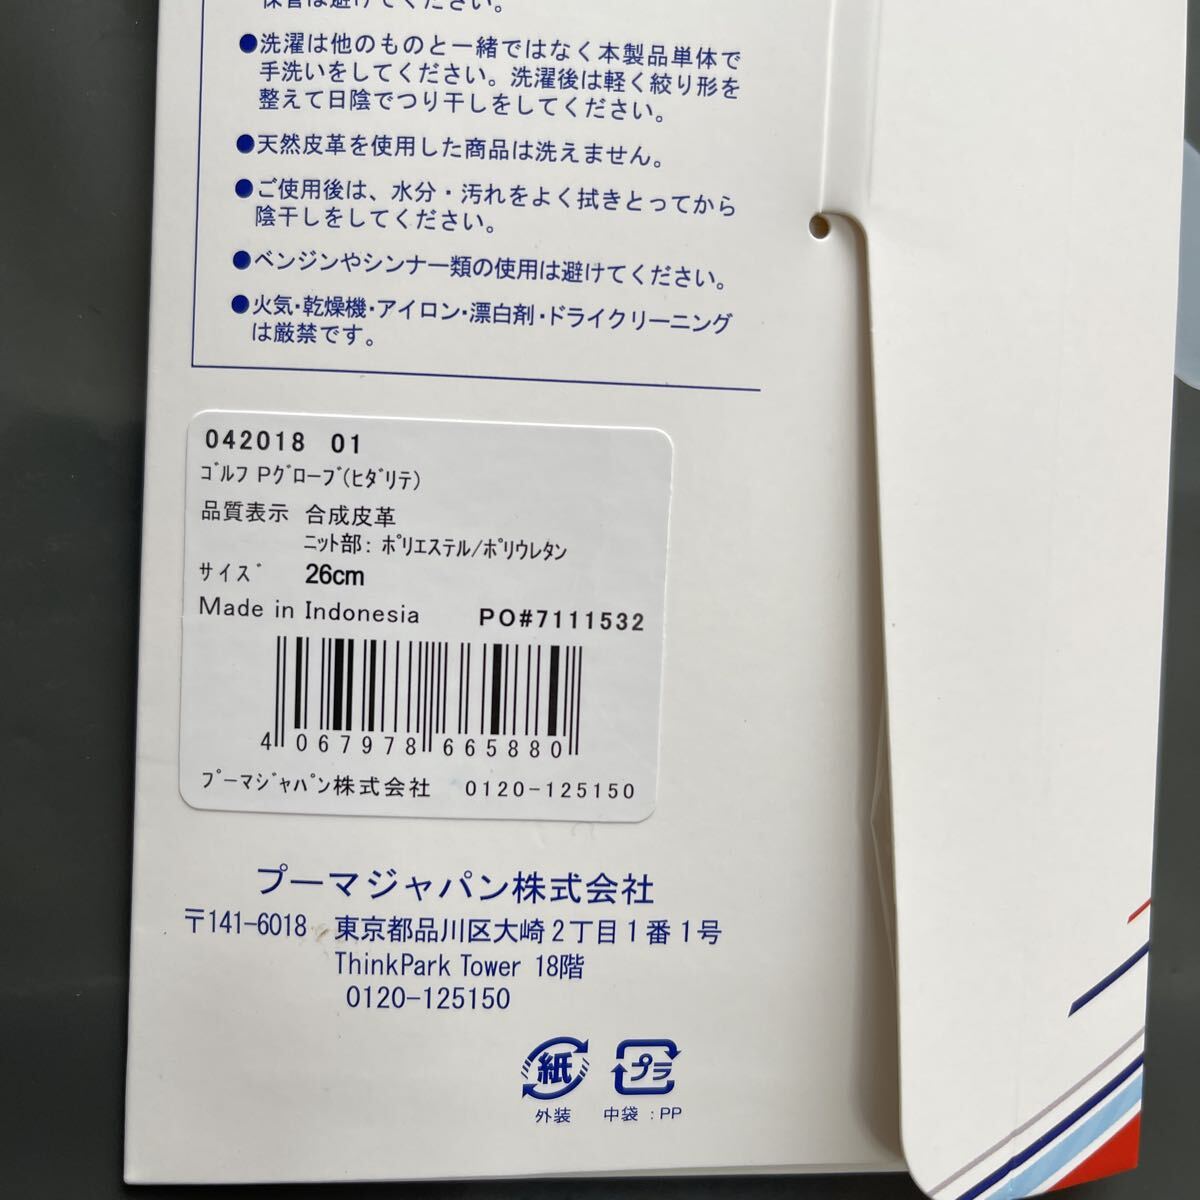 保管は避けてください。
●洗濯は他のものと一緒ではなく本製品単体で
手洗いをしてください。洗濯後は軽く絞り形を
整えて日陰でつり干しをしてください。
●天然皮革を使用した商品は洗えません。
●ご使用後は、水分・汚れをよく拭きとってから
陰干しをしてください。
●ベンジンやシンナー類の使用は避けてください。
●火気・乾燥機・アイロン・漂白剤・ドライクリーニング
は厳禁です。
042018 01
ｺﾞﾙﾌ Pｸﾞﾛｰﾌﾞ(ﾋﾀﾞﾘﾃ)
品質表示 合成皮革
ﾆｯﾄ部: ﾎﾟﾘｴｽﾃﾙ/ﾎﾟﾘｳﾚﾀﾝ
ｻｲｽﾞ 26cm
Made in Indonesia PO#7111532
4 067978 665880
ﾌﾟｰﾏｼﾞｬﾊﾟﾝ株式会社 0120-125150
プーマジャパン株式会社
〒141-6018 東京都品川区大崎2丁目1番1号
ThinkPark Tower 18階
0120-125150
紙 プラ
外装 中袋：PP